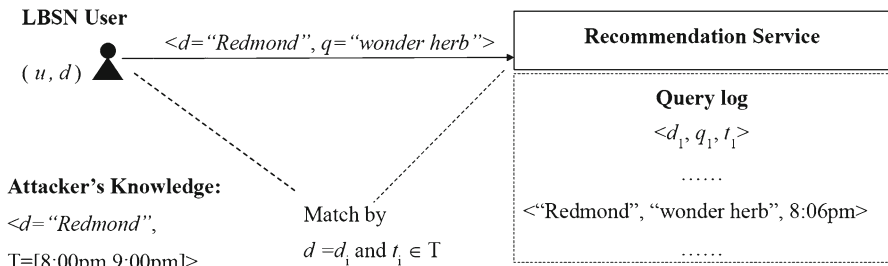 LBSN User
<d=“Redmond”, q=“wonder herb”>
Recommendation Service
( u, d )
Query log
<d1, q1, t1>
……
Attacker’s Knowledge:
<d=“Redmond”,
T=[8:00pm,9:00pm]>
Match by
d =di and ti ∈ T
<“Redmond”, “wonder herb”, 8:06pm>
……